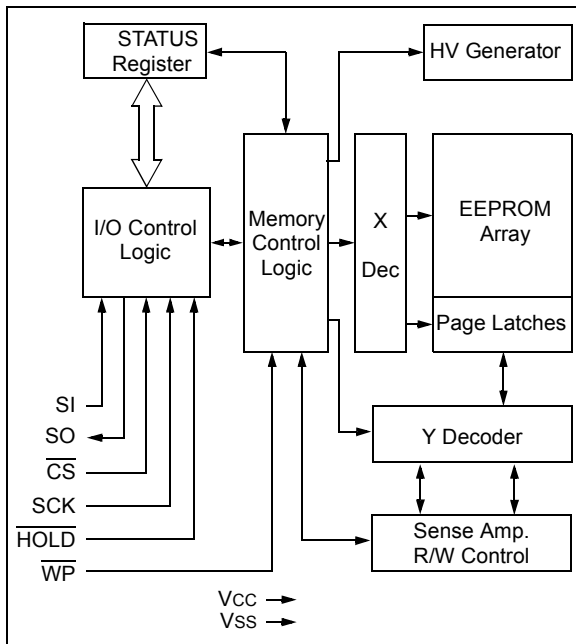 STATUS
Register
HV Generator
I/O Control
Logic
Memory
Control
Logic
X
Dec
EEPROM
Array
Page Latches
SI
SO
CS
SCK
HOLD
WP
Y Decoder
Sense Amp.
R/W Control
VCC
VSS